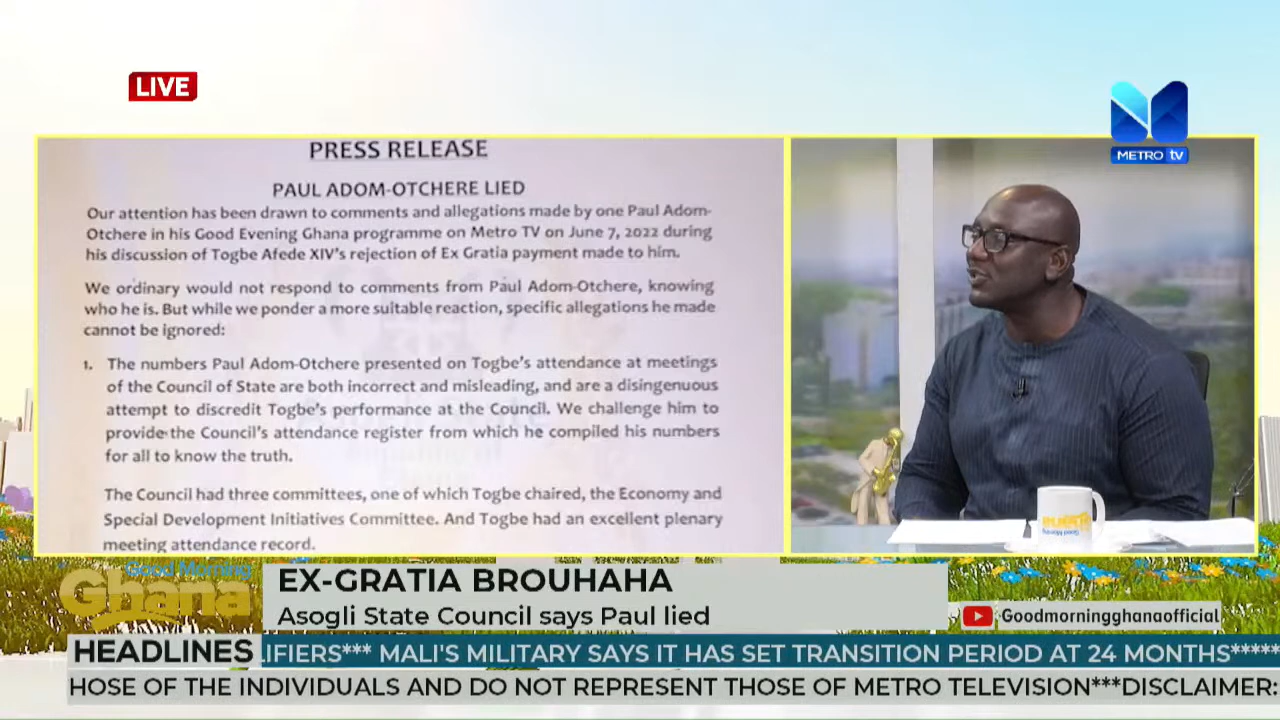 LIVE
METRO tv
PRESS RELEASE
PAUL ADOM-OTCHERE LIED
Our attention has been drawn to comments and allegations made by one Paul Adom-
Otchere in his Good Evening Ghana programme on Metro TV on June 7, 2022 during
his discussion of Togbe Afede XIV's rejection of Ex Gratia payment made to him.
We ordinary would not respond to comments from Paul Adom-Otchere, knowing
who he is. But while we ponder a more suitable reaction, specific allegations he made
cannot be ignored:
1. The numbers Paul Adom-Otchere presented on Togbe's attendance at meetings
of the Council of State are both incorrect and misleading, and are a disingenuous
attempt to discredit Togbe's performance at the Council. We challenge him to
provide the Council's attendance register from which he compiled his numbers
for all to know the truth.
The Council had three committees, one of which Togbe chaired, the Economy and
Special Development Initiatives Committee. And Togbe had an excellent plenary
meeting attendance record.
Good Morning
Ghana
EX-GRATIA BROUHAHA
Asogli State Council says Paul lied
Goodmorningghanaofficial
HEADLINES
LIFIERS*** MALI'S MILITARY SAYS IT HAS SET TRANSITION PERIOD AT 24 MONTHS*****
HOSE OF THE INDIVIDUALS AND DO NOT REPRESENT THOSE OF METRO TELEVISION***DISCLAIMER: